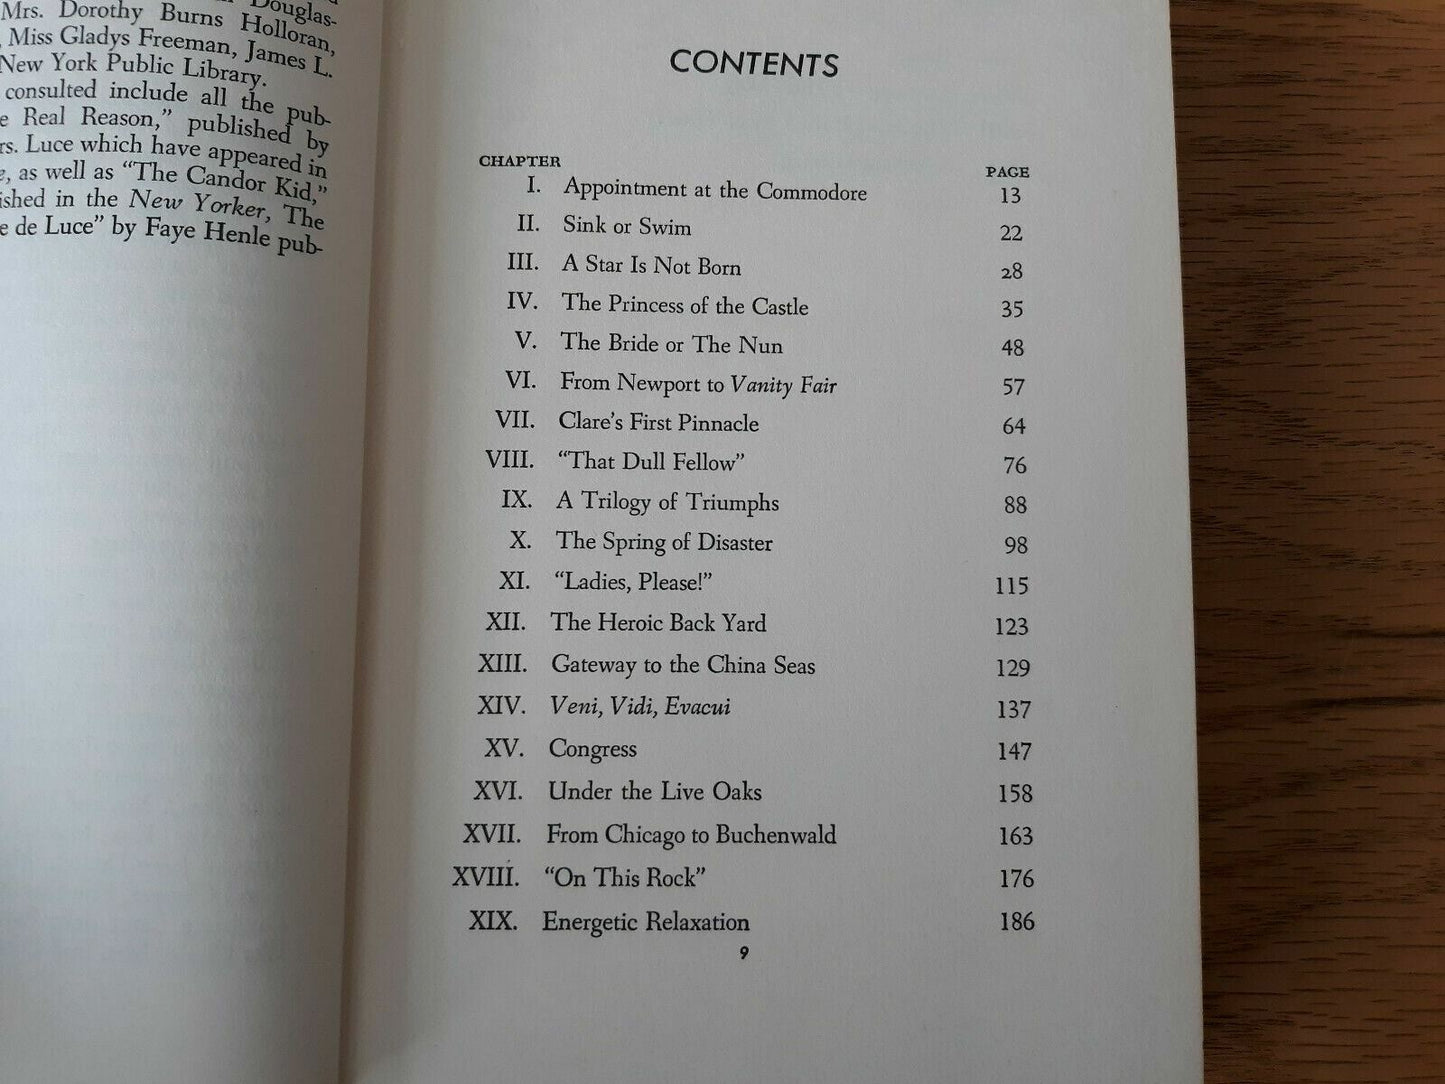 Douglas-
Mrs. Dorothy Burns Holloran,
, Miss Gladys Freeman, James L.
New York Public Library.
consulted include all the pub-
e Real Reason,” published by
rs. Luce which have appeared in
e, as well as “The Candor Kid,”
ished in the New Yorker, The
e de Luce” by Faye Henle pub-
CONTENTS
CHAPTER PAGE
I. Appointment at the Commodore 13
II. Sink or Swim 22
III. A Star Is Not Born 28
IV. The Princess of the Castle 35
V. The Bride or The Nun 48
VI. From Newport to Vanity Fair 57
VII. Clare’s First Pinnacle 64
VIII. “That Dull Fellow” 76
IX. A Trilogy of Triumphs 88
X. The Spring of Disaster 98
XI. “Ladies, Please!” 115
XII. The Heroic Back Yard 123
XIII. Gateway to the China Seas 129
XIV. Veni, Vidi, Evacui 137
XV. Congress 147
XVI. Under the Live Oaks 158
XVII. From Chicago to Buchenwald 163
XVIII. “On This Rock” 176
XIX. Energetic Relaxation 186
9